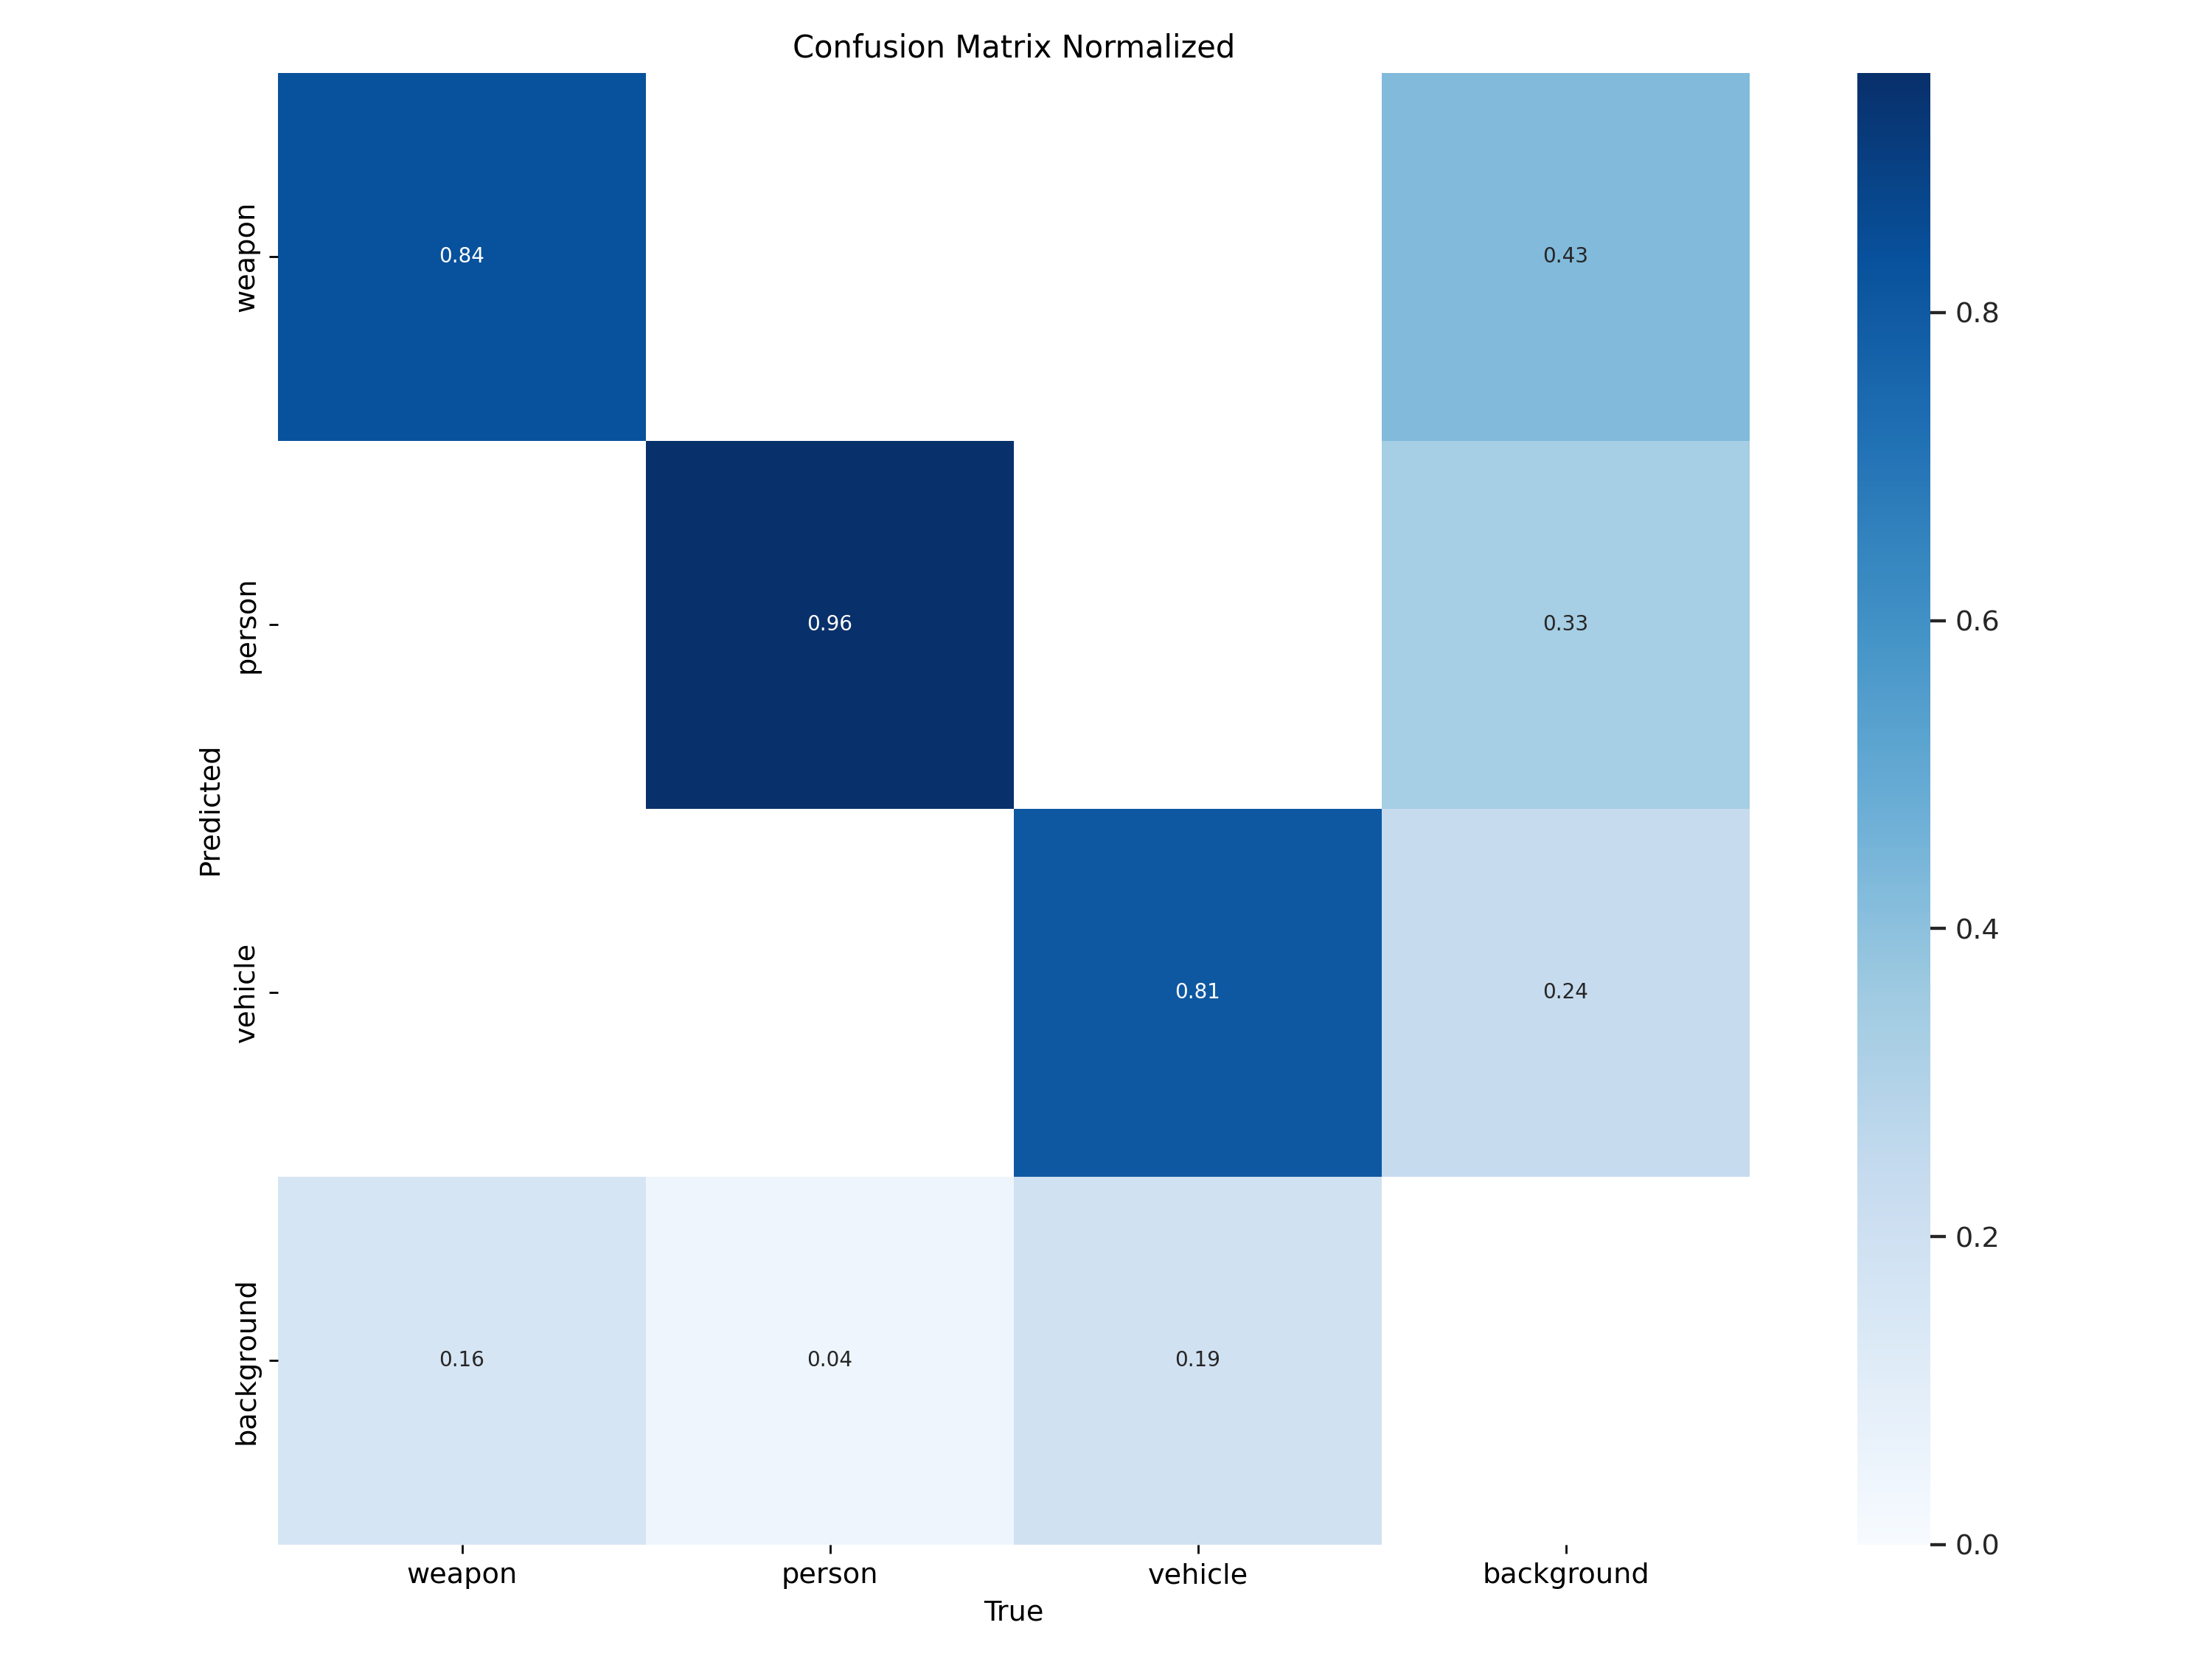 Confusion Matrix Normalized
weapon
0.84
0.43
person
0.96
0.33
vehicle
0.81
0.24
background
0.16
0.04
0.19
Predicted
weapon
person
vehicle
background
True
0.8
0.6
0.4
0.2
0.0